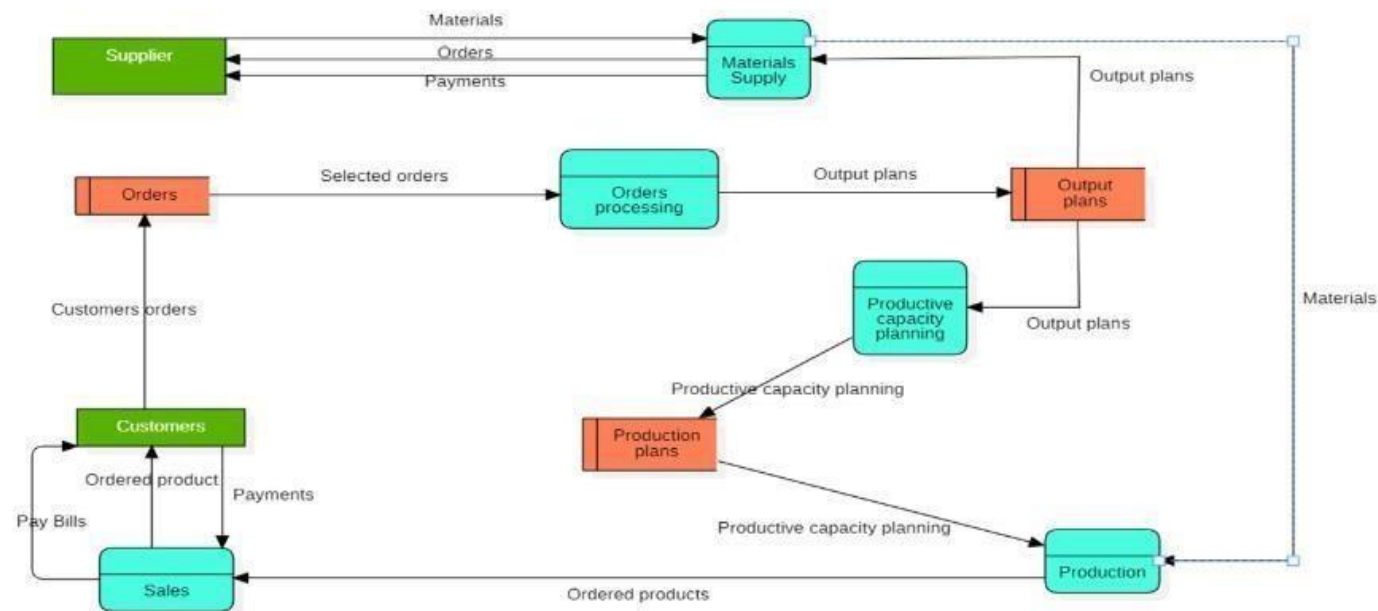 Materials
Supplier
Orders
Materials
Supply
Payments
Output plans
Selected orders
Output plans
Orders
Orders
processing
Output
plans
Customers orders
Productive
capacity
planning
Output plans
Materials
Productive capacity planning
Customers
Production
plans
Ordered product
Payments
Pay Bills
Productive capacity planning
Production
Sales
Ordered products